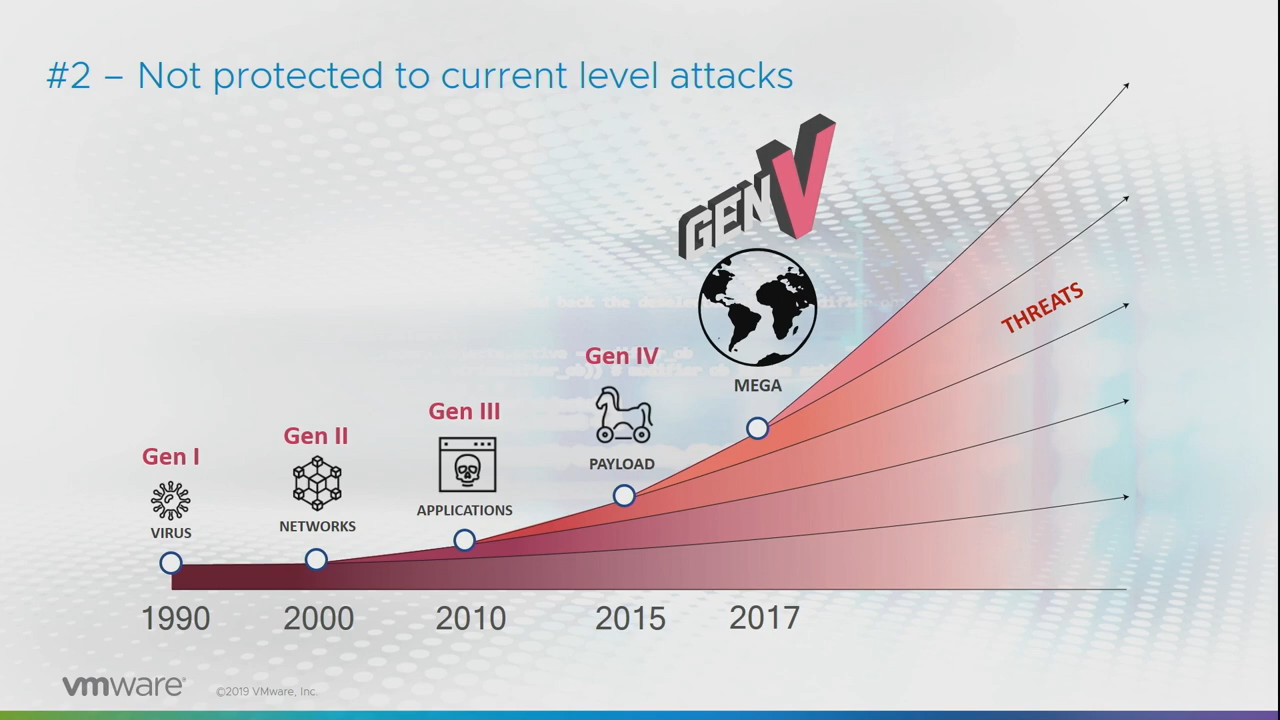 #2 – Not protected to current level attacks
GEN V
THREATS
MEGA
Gen IV
PAYLOAD
Gen III
APPLICATIONS
Gen II
NETWORKS
Gen I
VIRUS
1990
2000
2010
2015
2017
vmware®
©2019 VMware, Inc.